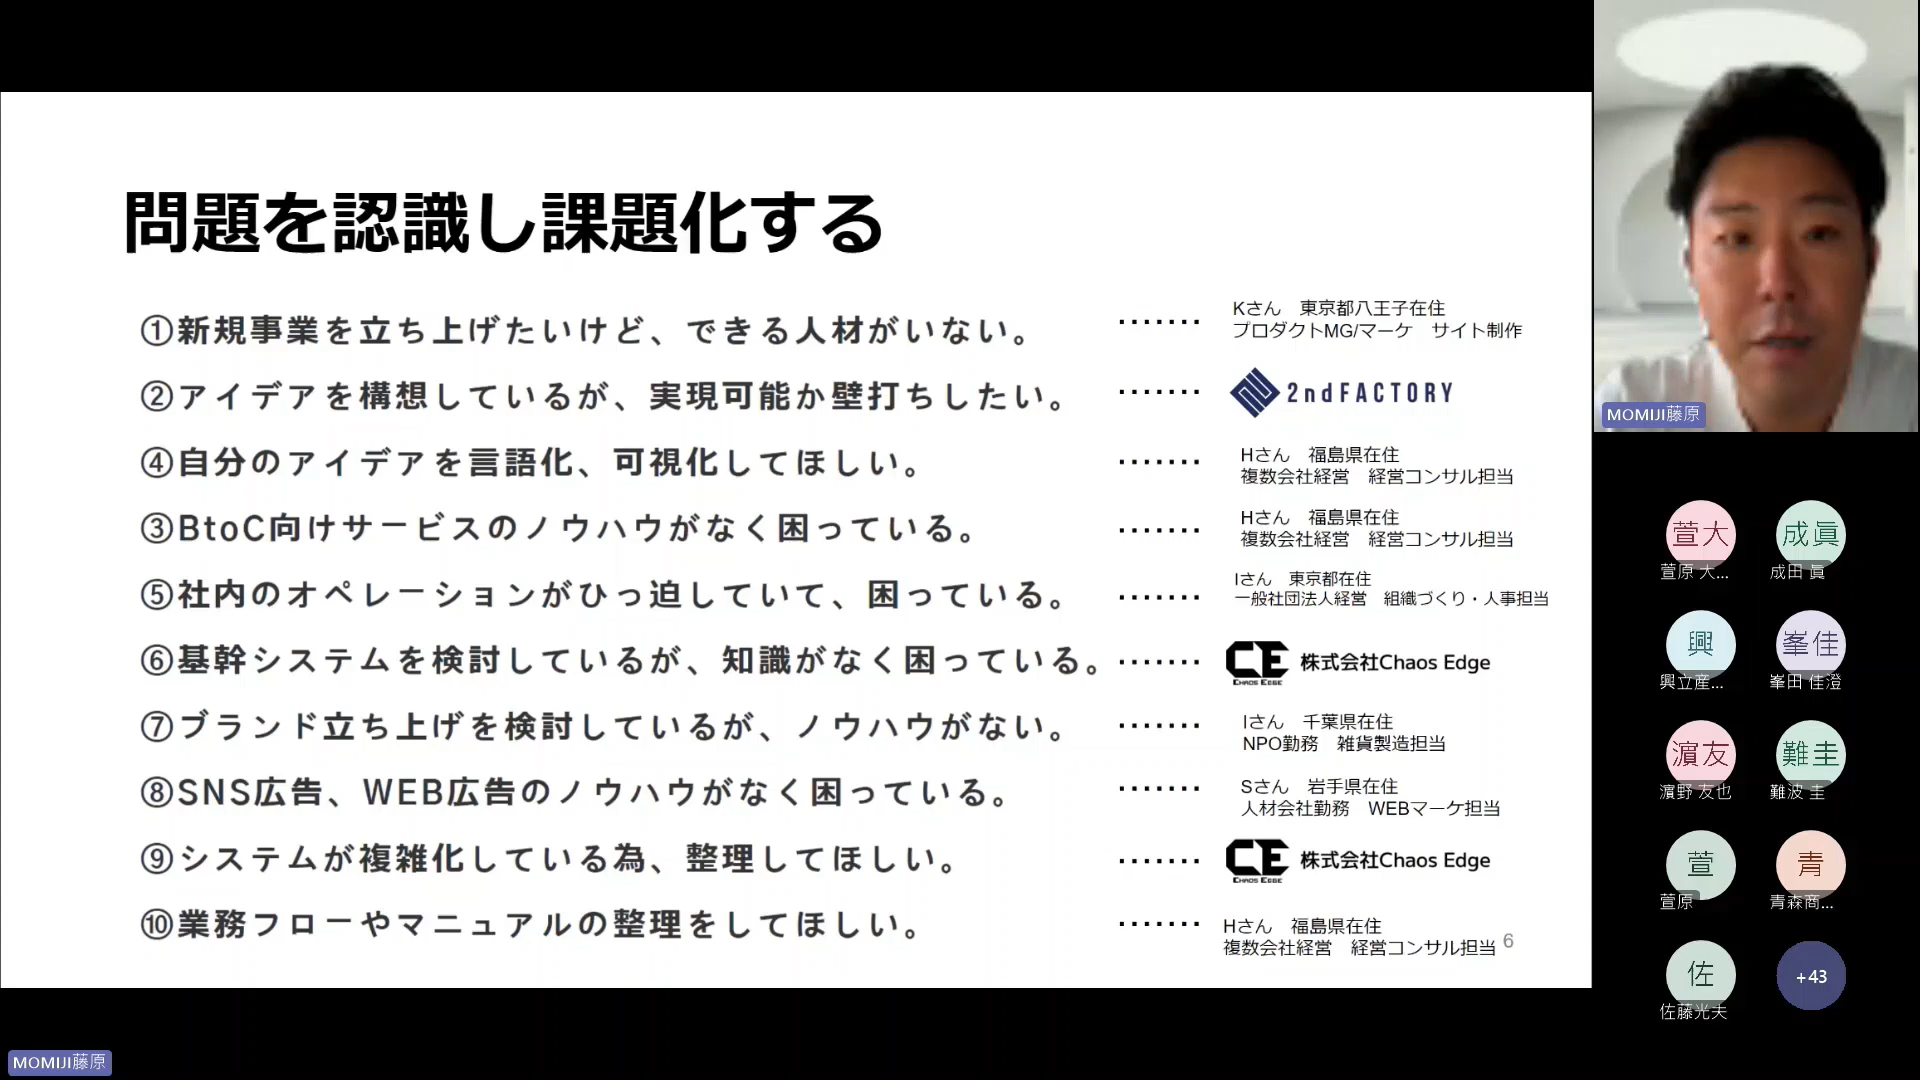 問題を認識し課題化する
①新規事業を立ち上げたいけど、できる人材がいない。
・・・・・・・
Kさん　東京都八王子在住
プロダクトMG/マーケ　サイト制作
②アイデアを構想しているが、実現可能か壁打ちしたい。
・・・・・・・
2ndFACTORY
④自分のアイデアを言語化、可視化してほしい。
・・・・・・・
Hさん　福島県在住
複数会社経営　経営コンサル担当
③BtoC向けサービスのノウハウがなく困っている。
・・・・・・・
Hさん　福島県在住
複数会社経営　経営コンサル担当
⑤社内のオペレーションがひっ迫していて、困っている。
・・・・・・・
Iさん　東京都在住
一般社団法人経営　組織づくり・人事担当
⑥基幹システムを検討しているが、知識がなく困っている。
・・・・・・・
CE
CHAOS EDGE
株式会社Chaos Edge
⑦ブランド立ち上げを検討しているが、ノウハウがない。
・・・・・・・
Iさん　千葉県在住
NPO勤務　雑貨製造担当
⑧SNS広告、WEB広告のノウハウがなく困っている。
・・・・・・・
Sさん　岩手県在住
人材会社勤務　WEBマーケ担当
⑨システムが複雑化している為、整理してほしい。
・・・・・・・
CE
CHAOS EDGE
株式会社Chaos Edge
⑩業務フローやマニュアルの整理をしてほしい。
・・・・・・・
Hさん　福島県在住
複数会社経営　経営コンサル担当
6
MOMIJI藤原
萱大
萱原 大...
成眞
成田 眞
興
興立産...
峯佳
峯田 佳澄
濵友
濵野 友也
難圭
難波 圭
萱
萱原
青
青森商...
佐
佐藤光夫
+43
MOMIJI藤原